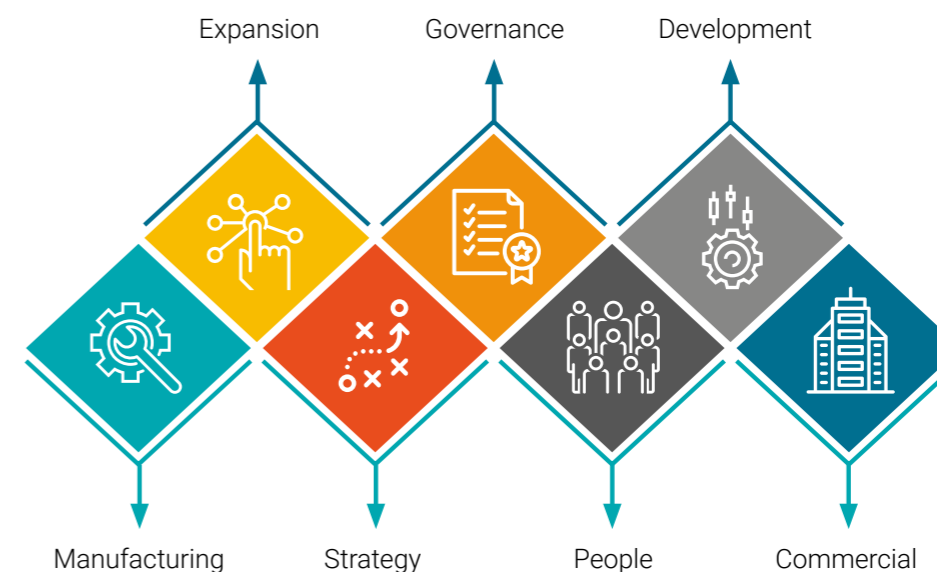 Expansion
Governance
Development
Manufacturing
Strategy
People
Commercial